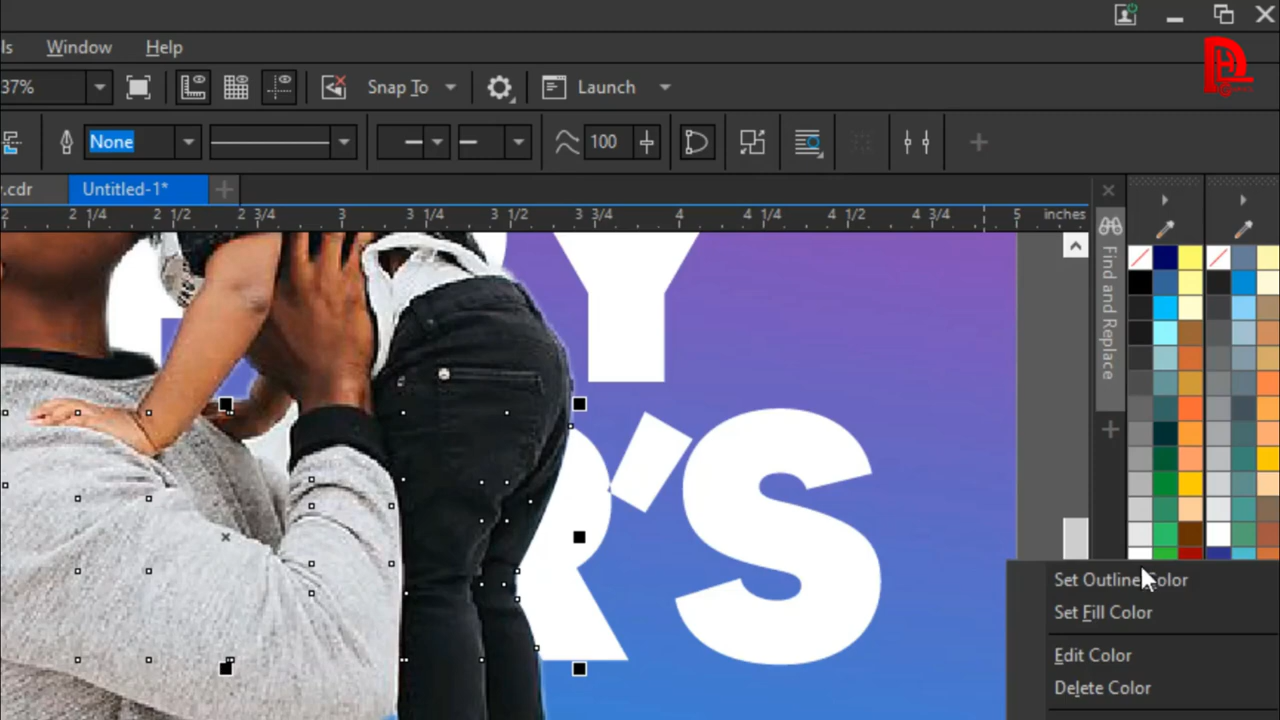 ls Window Help
37% Snap To Launch
None 100
.cdr Untitled-1*
2 2 1/4 2 1/2 2 3/4 3 3 1/4 3 1/2 3 3/4 4 4 1/4 4 1/2 4 3/4 5 inches
Find and Replace
Y
R'S
Set Outline Color
Set Fill Color
Edit Color
Delete Color